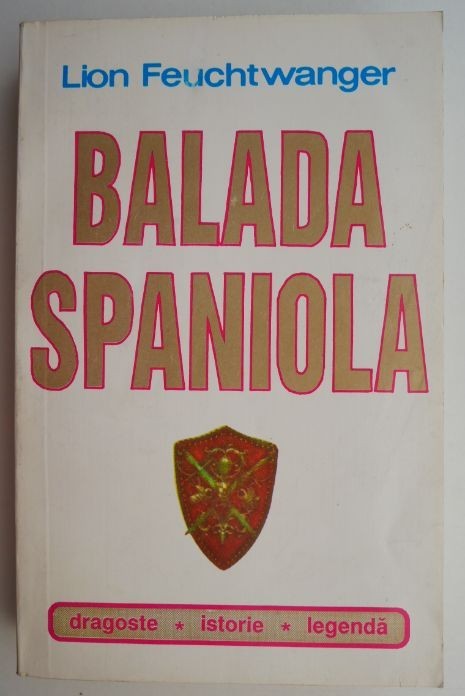 Lion Feuchtwanger
BALADA
SPANIOLA
dragoste * istorie * legendă